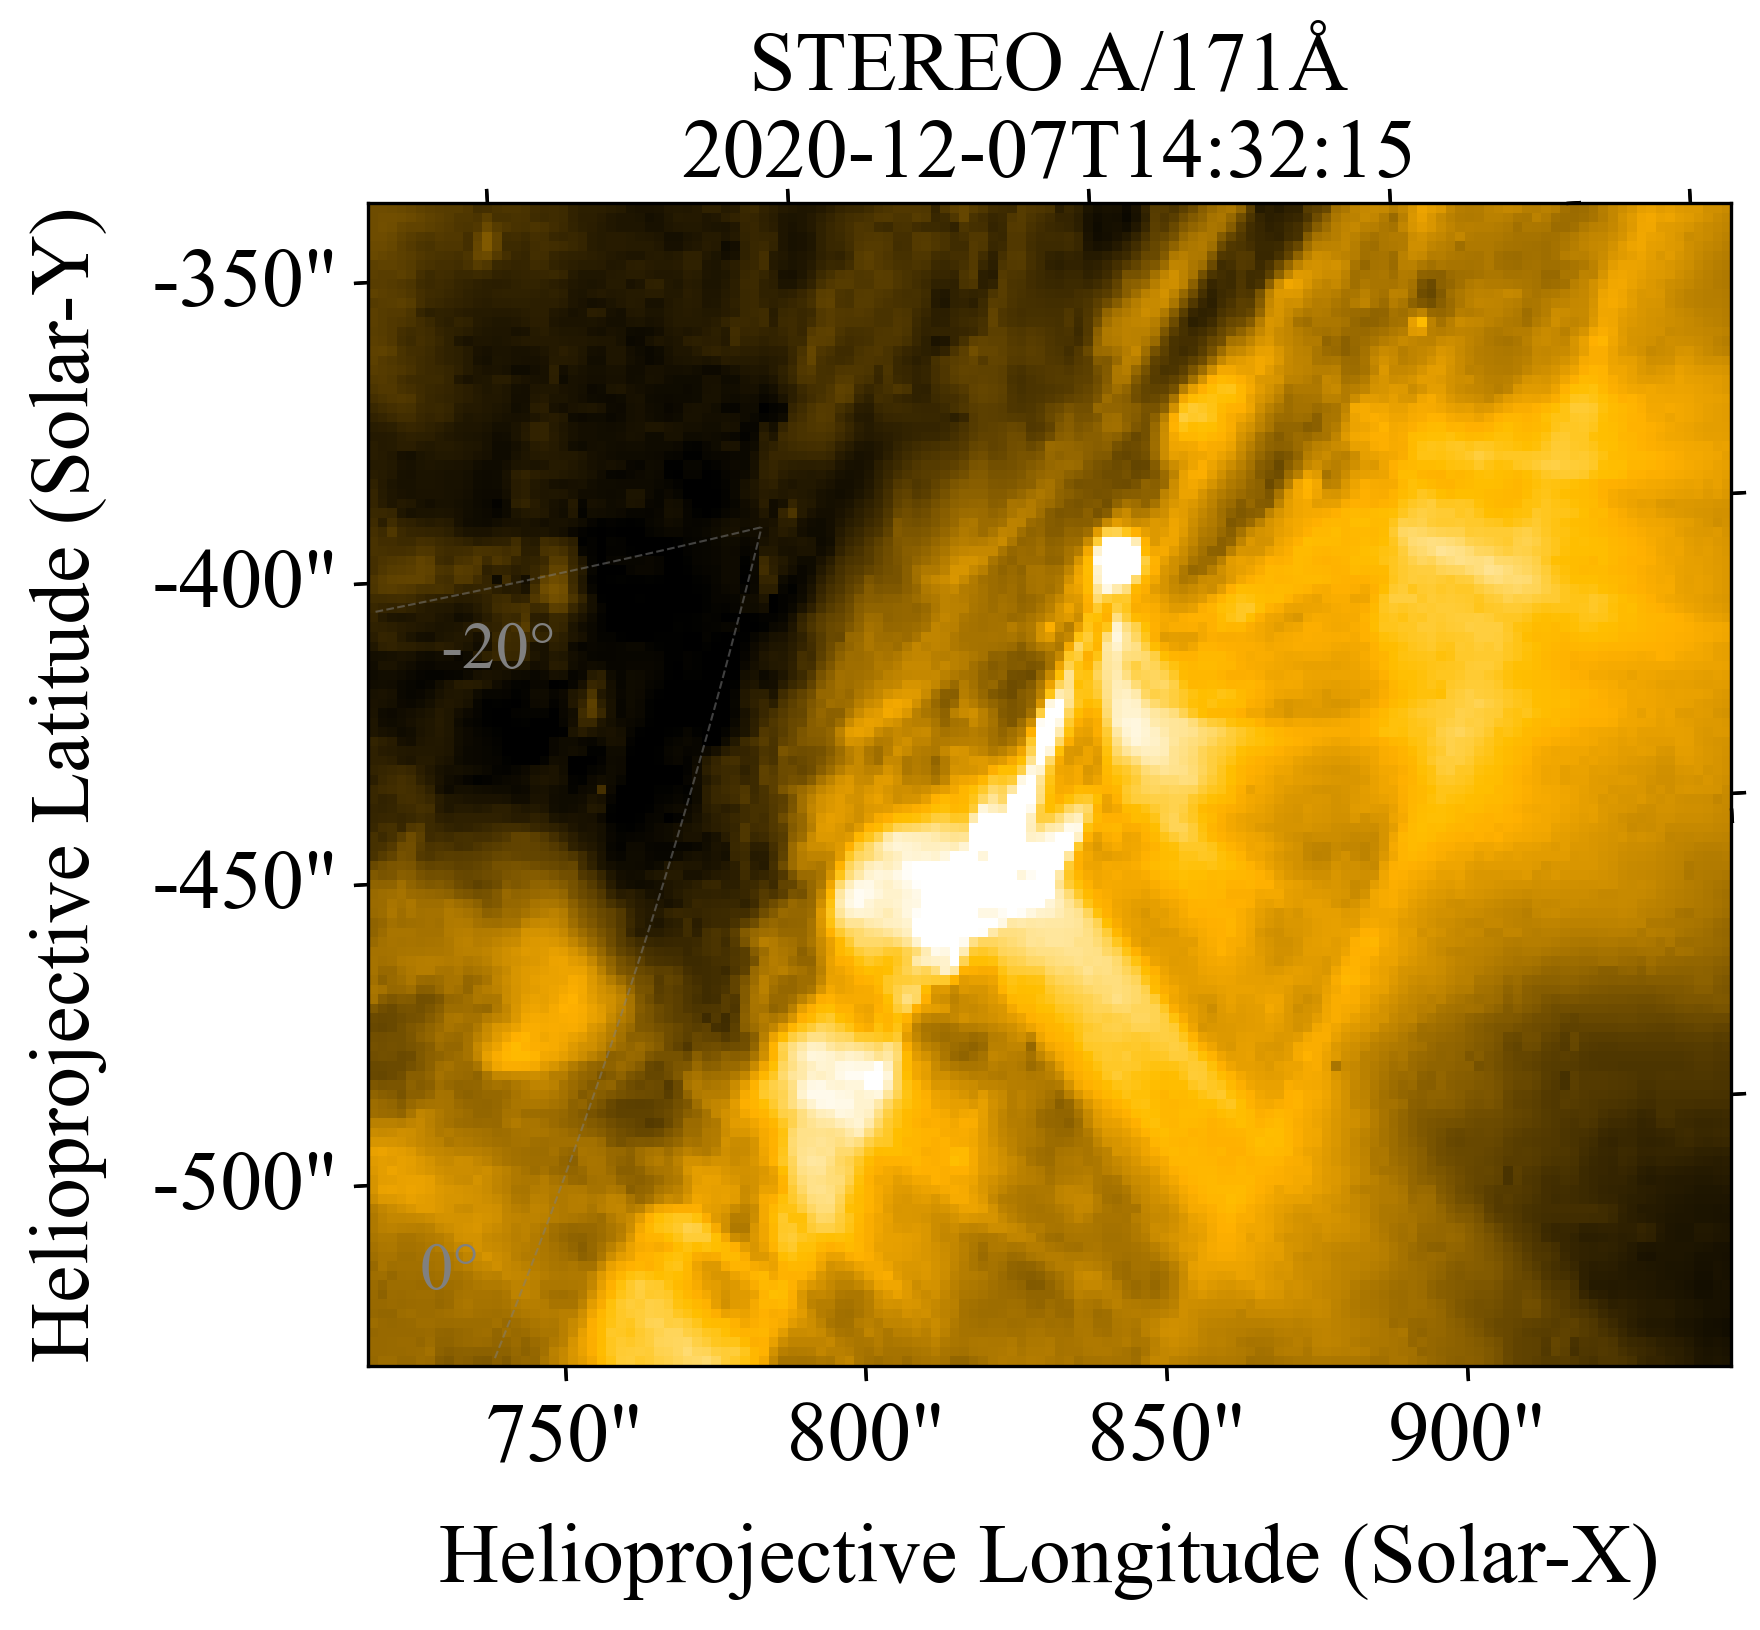 STEREO A/171Å
2020-12-07T14:32:15
Helioprojective Latitude (Solar-Y)
-350"
-400"
-450"
-500"
-20°
0°
750"
800"
850"
900"
Helioprojective Longitude (Solar-X)